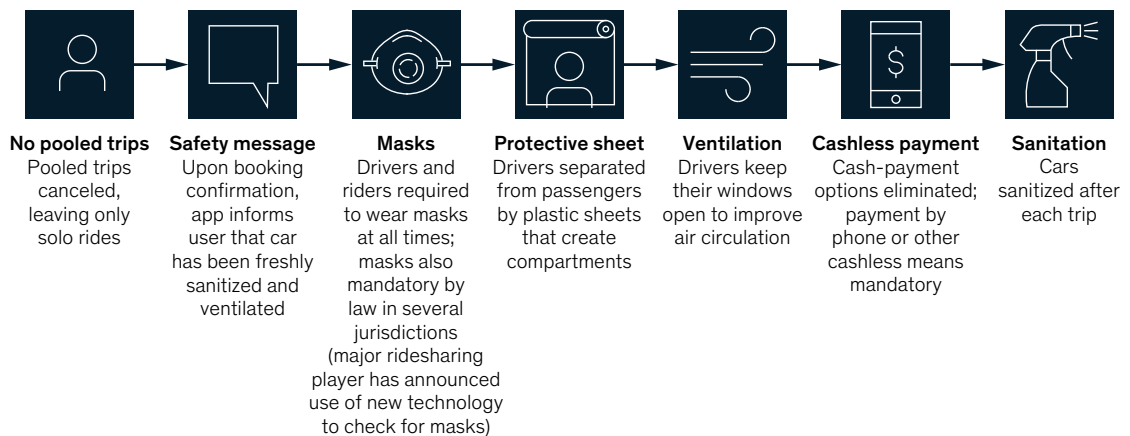 $
No pooled trips
Pooled trips
canceled,
leaving only
solo rides
Safety message
Upon booking
confirmation,
app informs
user that car
has been freshly
sanitized and
ventilated
Masks
Drivers and
riders required
to wear masks
at all times;
masks also
mandatory by
law in several
jurisdictions
(major ridesharing
player has announced
use of new technology
to check for masks)
Protective sheet
Drivers separated
from passengers
by plastic sheets
that create
compartments
Ventilation
Drivers keep
their windows
open to improve
air circulation
Cashless payment
Cash-payment
options eliminated;
payment by
phone or other
cashless means
mandatory
Sanitation
Cars
sanitized after
each trip